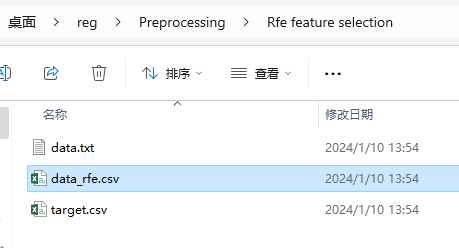 桌面 > reg > Preprocessing > Rfe feature selection
排序 查看 ...
名称 修改日期
data.txt 2024/1/10 13:54
data_rfe.csv 2024/1/10 13:54
target.csv 2024/1/10 13:54